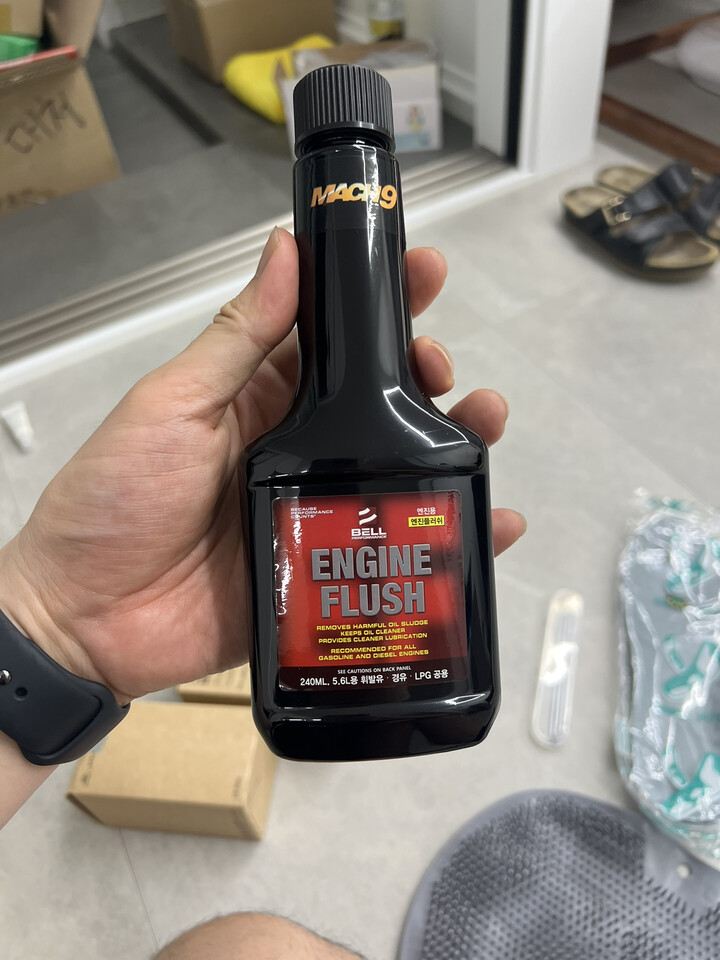 MACH9
BECAUSE
PERFORMANCE
COUNTS
BELL
PERFORMANCE
엔진용
엔진플러쉬
ENGINE
FLUSH
REMOVES HARMFUL OIL SLUDGE
KEEPS OIL CLEANER
PROVIDES CLEANER LUBRICATION
RECOMMENDED FOR ALL
GASOLINE AND DIESEL ENGINES
SEE CAUTIONS ON BACK PANEL
240ML, 5.6L용 휘발유 · 경유 · LPG 공용